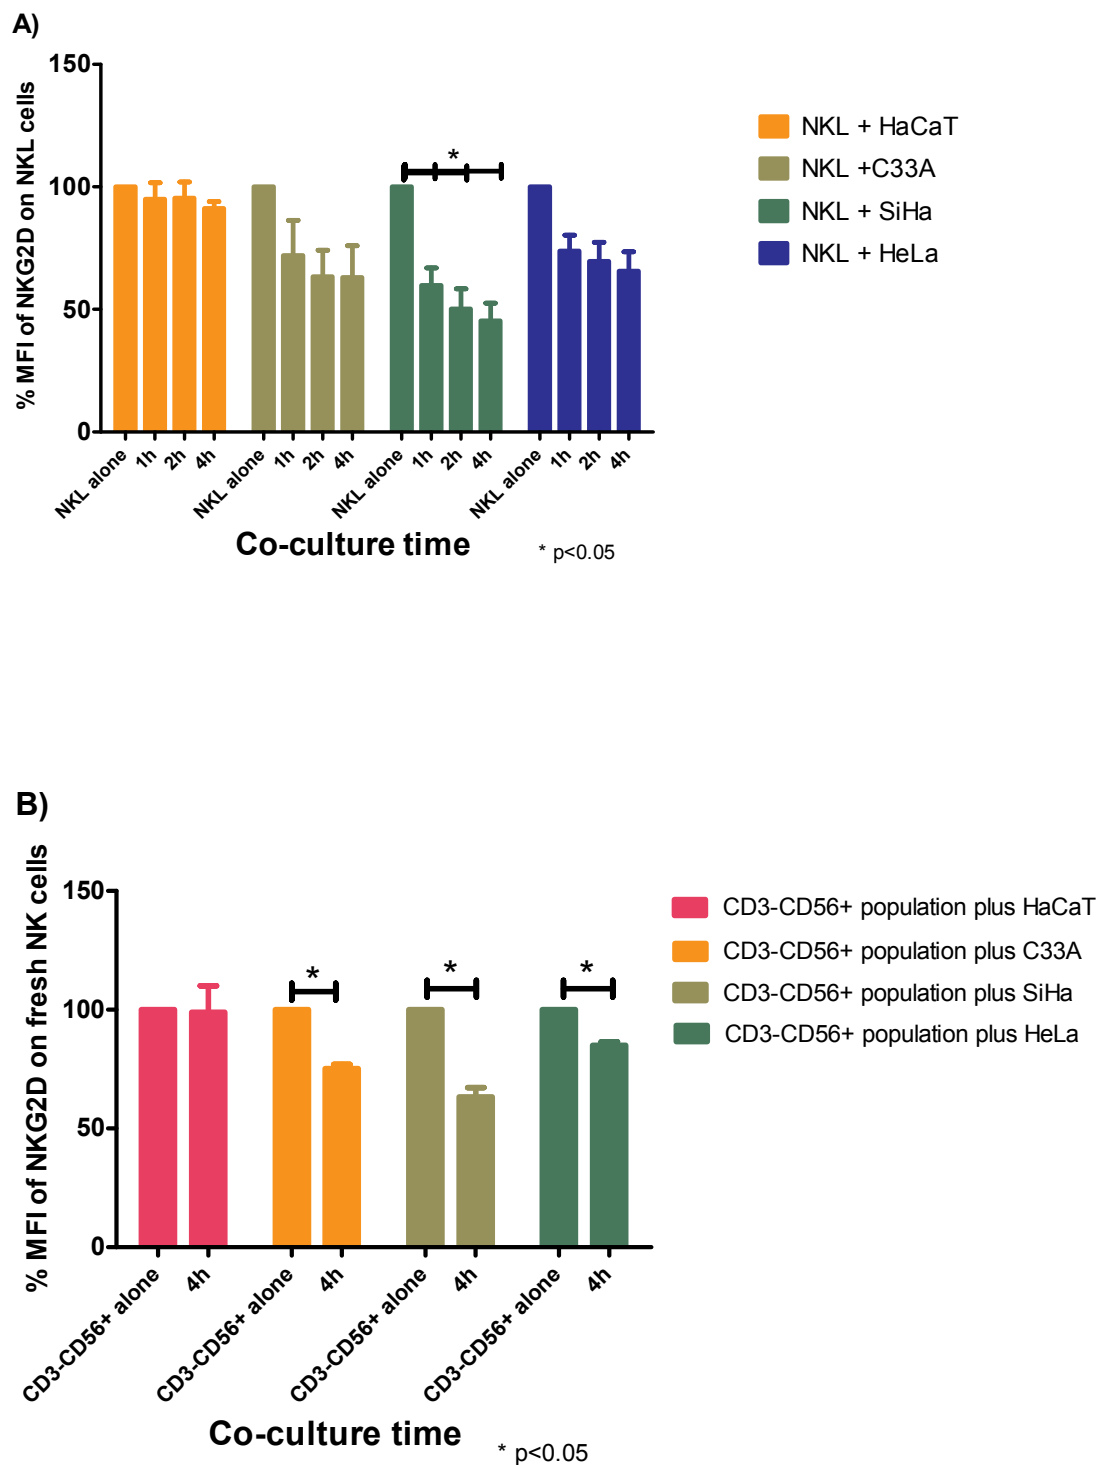 A)
% MFI of NKG2D on NKL cells
150
100
50
0
*
NKL alone
1h
2h
4h
NKL alone
1h
2h
4h
NKL alone
1h
2h
4h
NKL alone
1h
2h
4h
Co-culture time
* p<0.05
NKL + HaCaT
NKL +C33A
NKL + SiHa
NKL + HeLa
B)
% MFI of NKG2D on fresh NK cells
150
100
50
0
*
*
*
CD3-CD56+ alone
4h
CD3-CD56+ alone
4h
CD3-CD56+ alone
4h
CD3-CD56+ alone
4h
Co-culture time
* p<0.05
CD3-CD56+ population plus HaCaT
CD3-CD56+ population plus C33A
CD3-CD56+ population plus SiHa
CD3-CD56+ population plus HeLa